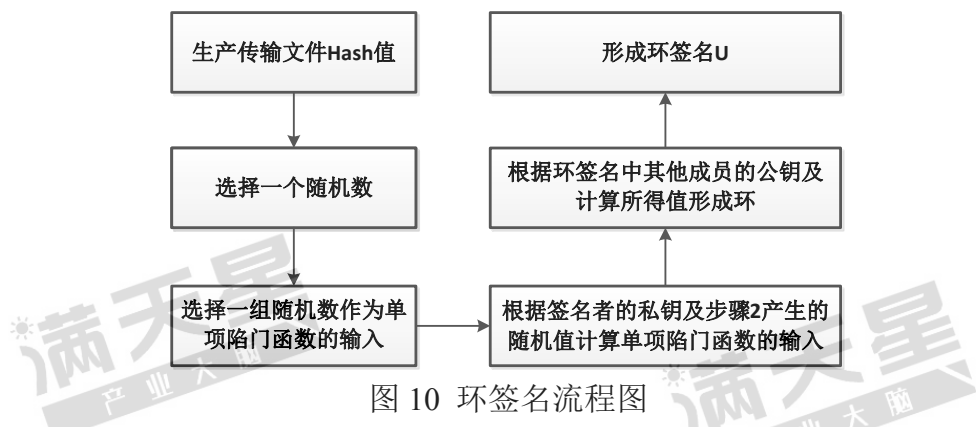 生产传输文件Hash值
选择一个随机数
选择一组随机数作为单
项陷门函数的输入
根据签名者的私钥及步骤2产生的
随机值计算单项陷门函数的输入
根据环签名中其他成员的公钥及
计算所得值形成环
形成环签名U
图 10 环签名流程图
满天星
产业大脑
满天星
业大脑